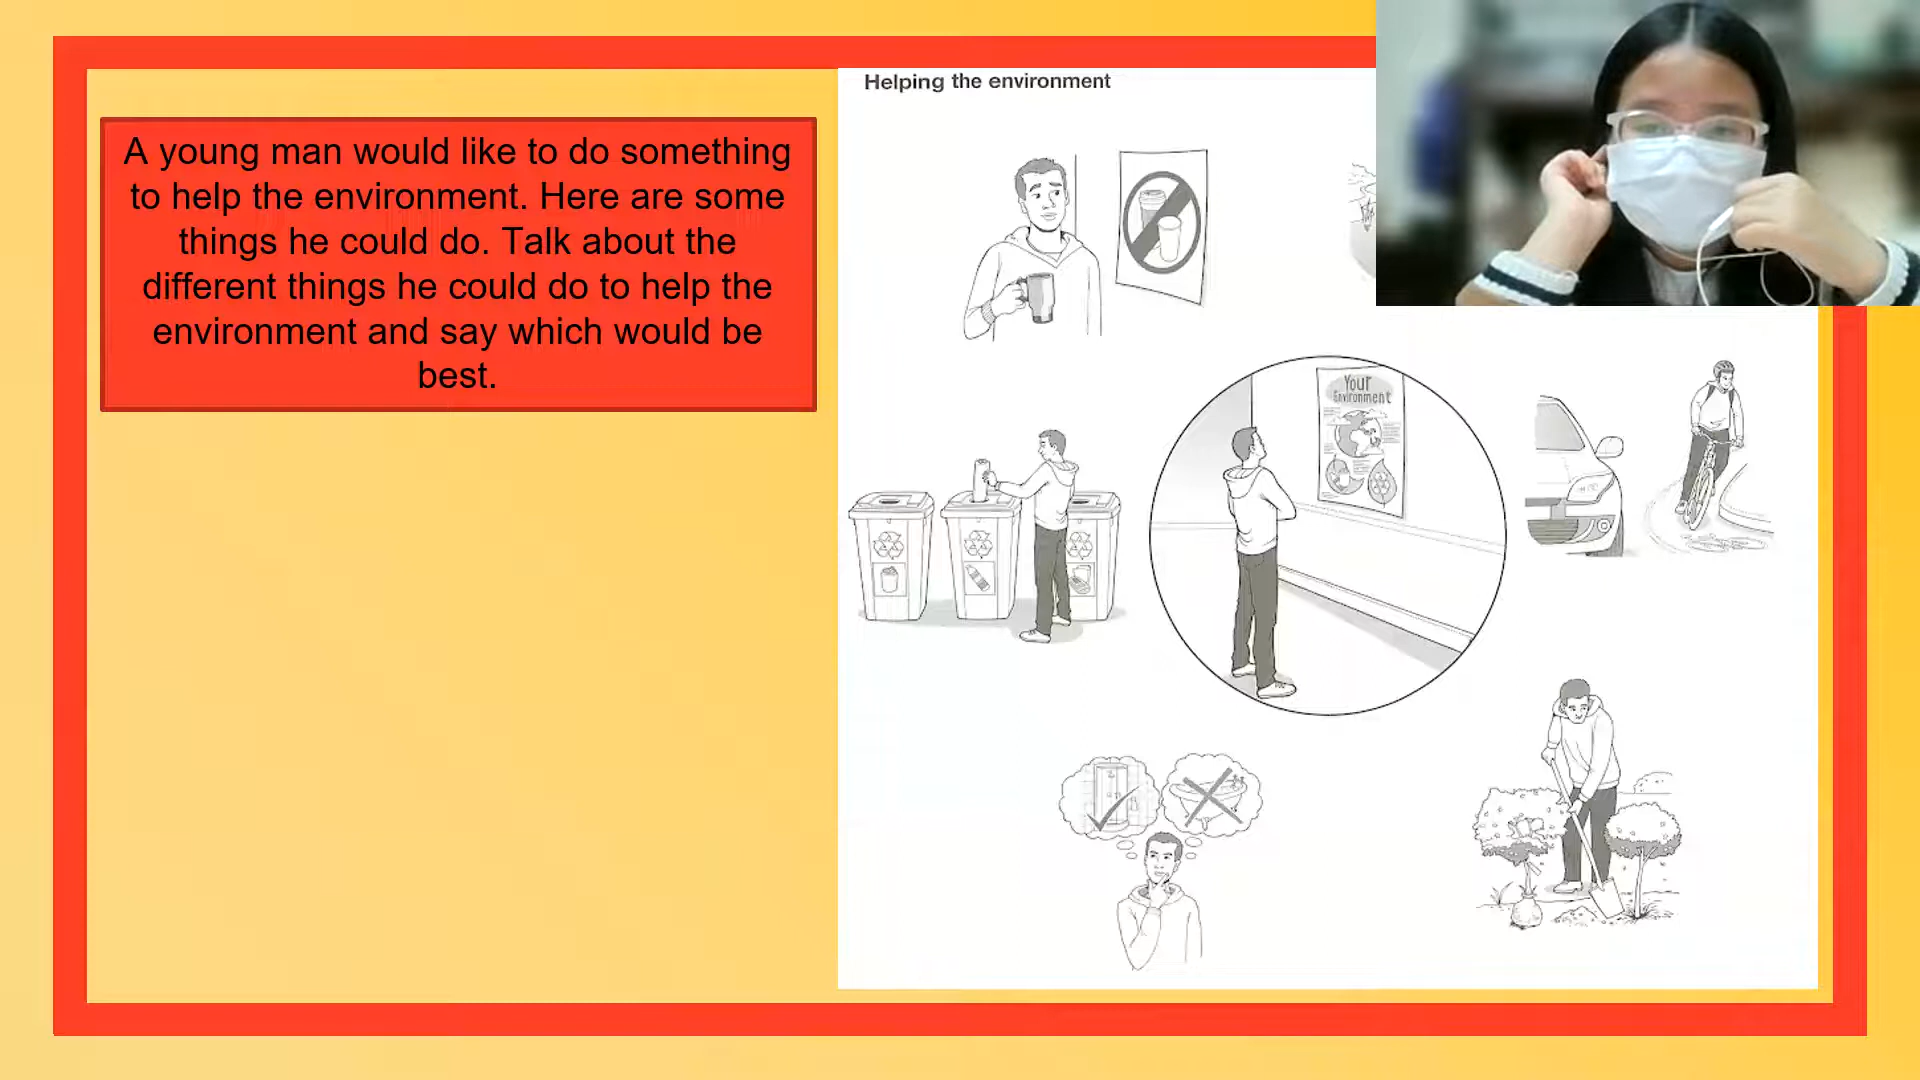 Helping the environment
A young man would like to do something
to help the environment. Here are some
things he could do. Talk about the
different things he could do to help the
environment and say which would be
best.
Your
Environment